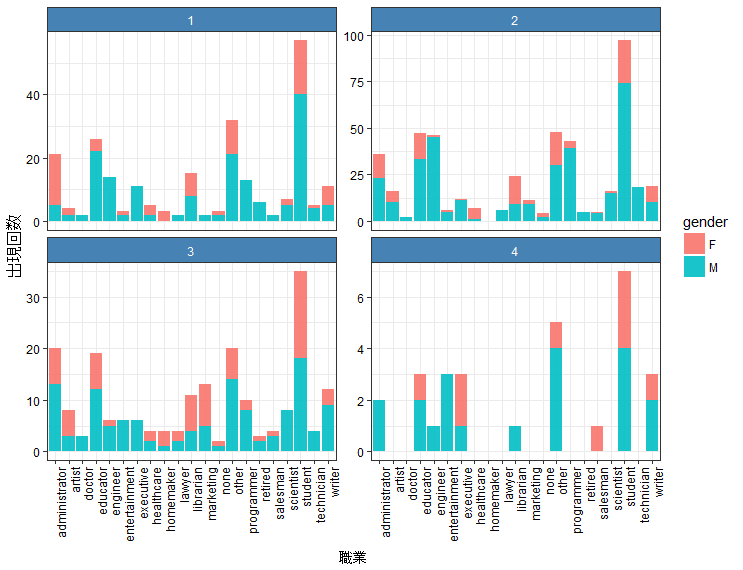 1
2
40
20
0
100
75
50
25
0
出現回数
3
4
30
20
10
0
6
4
2
0
administrator
artist
doctor
educator
engineer
entertainment
executive
healthcare
homemaker
lawyer
librarian
marketing
none
other
programmer
retired
salesman
scientist
student
technician
writer
administrator
artist
doctor
educator
engineer
entertainment
executive
healthcare
homemaker
lawyer
librarian
marketing
none
other
programmer
retired
salesman
scientist
student
technician
writer
職業
gender
F
M